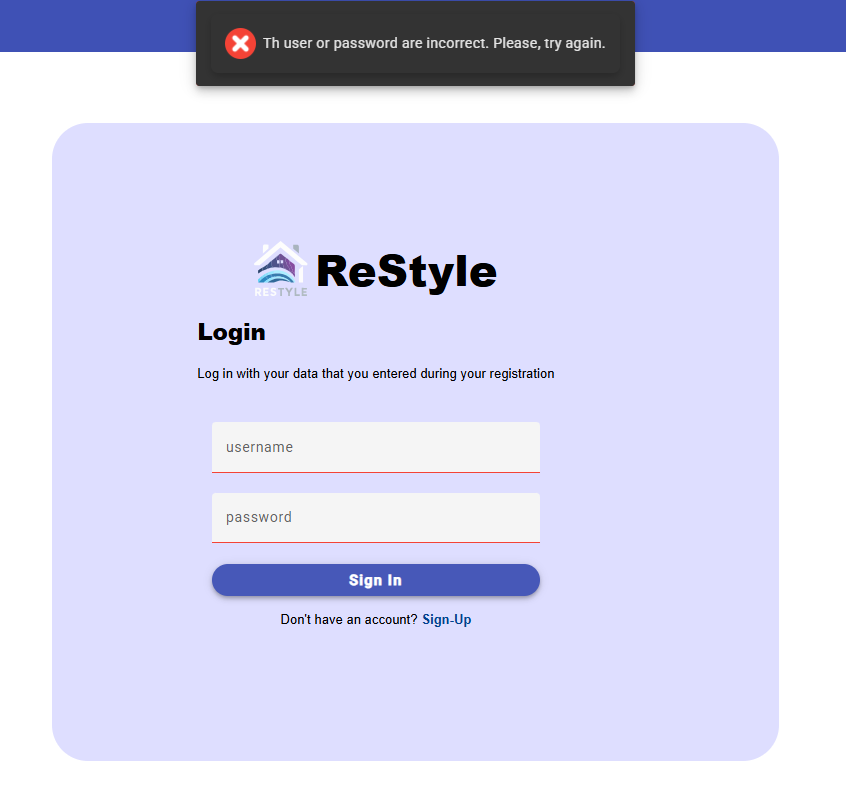 Th user or password are incorrect. Please, try again.
RESTYLE
ReStyle
Login
Log in with your data that you entered during your registration
username
password
Sign In
Don't have an account? Sign-Up